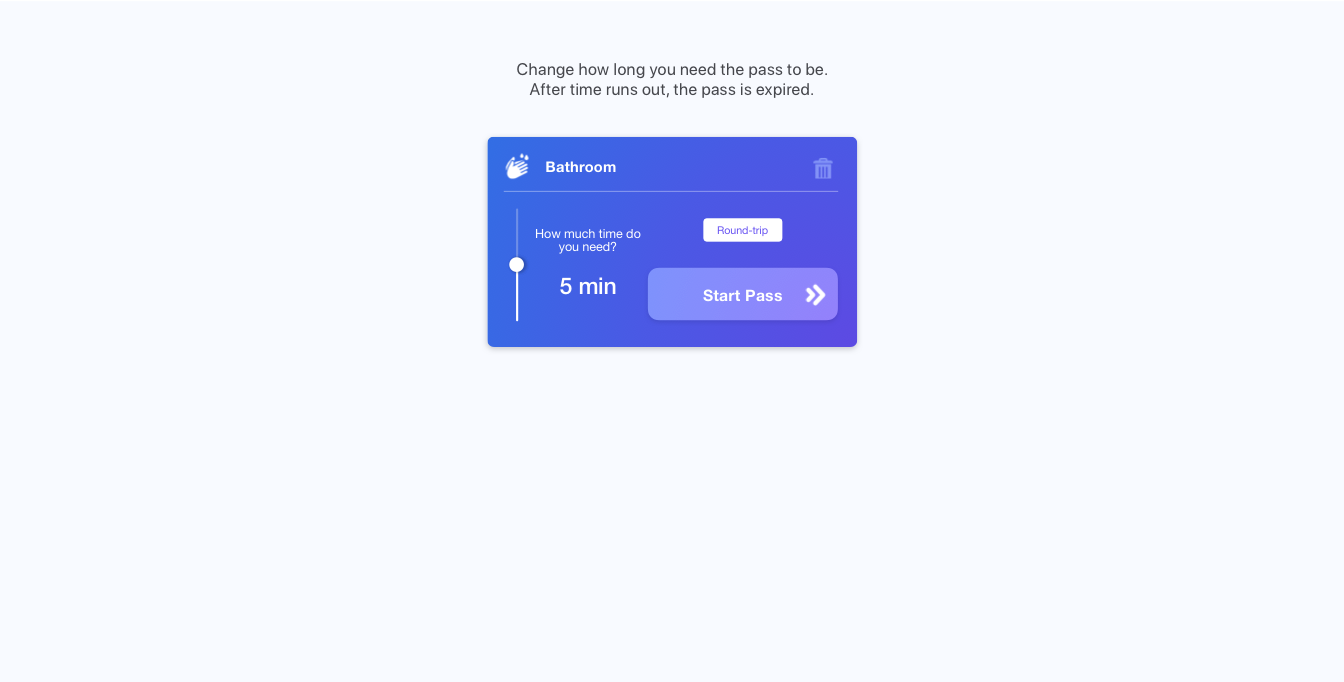 Change how long you need the pass to be.
After time runs out, the pass is expired.
Bathroom
How much time do
you need?
5 min
Round-trip
Start Pass